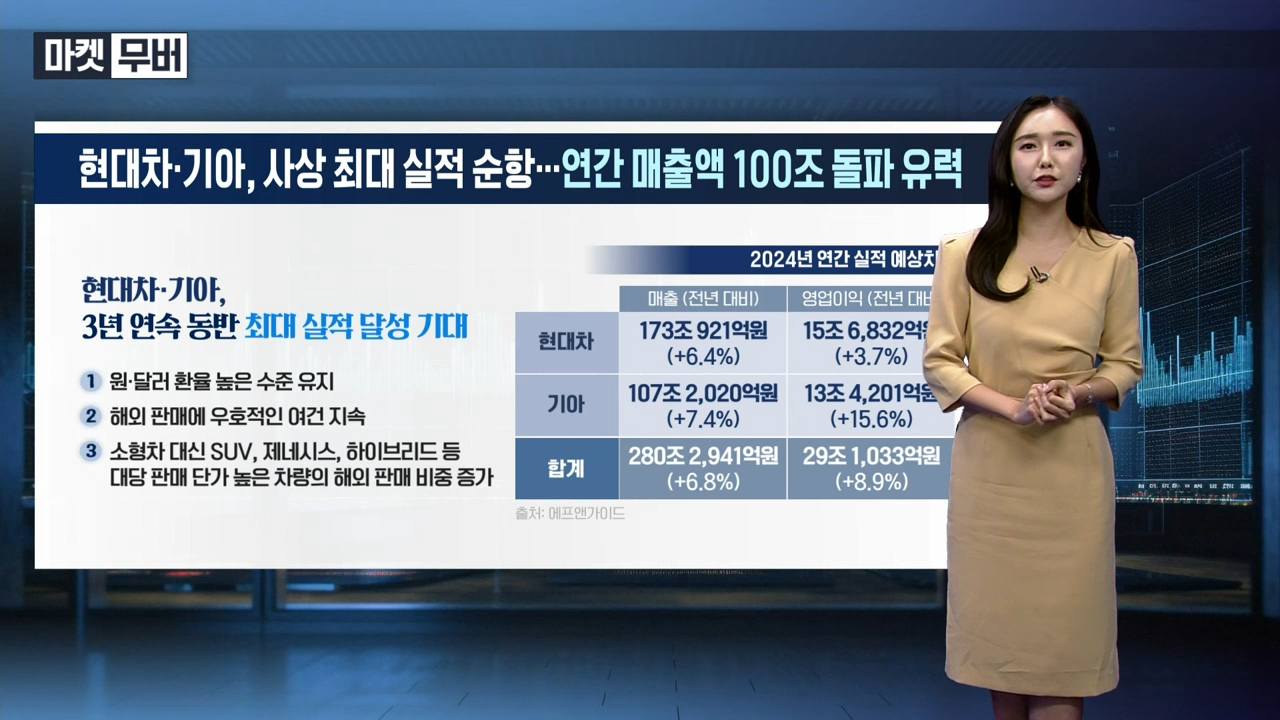 마켓 무버
현대차·기아, 사상 최대 실적 순항…연간 매출액 100조 돌파 유력
현대차·기아,
3년 연속 동반 최대 실적 달성 기대
1 원·달러 환율 높은 수준 유지
2 해외 판매에 우호적인 여건 지속
3 소형차 대신 SUV, 제네시스, 하이브리드 등
대당 판매 단가 높은 차량의 해외 판매 비중 증가
2024년 연간 실적
매출 (전년 대비) 영업이익 (전년
현대차 173조 921억원 15조 6,832억원
(+6.4%) (+3.7%)
기아 107조 2,020억원 13조 4,201억원
(+7.4%) (+15.6%)
합계 280조 2,941억원 29조 1,033억원
(+6.8%) (+8.9%)
출처: 에프앤가이드